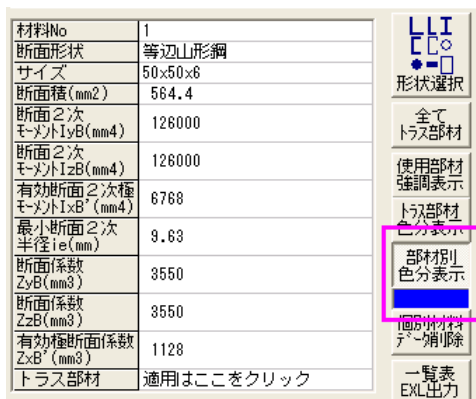 材料No 1
断面形状 等辺山形鋼
サイズ 50x50x6
断面積(mm2) 564.4
断面2次
ﾓｰﾒﾝﾄIyB(mm4) 126000
断面2次
ﾓｰﾒﾝﾄIzB(mm4) 126000
有効断面2次極
ﾓｰﾒﾝﾄIxB'(mm4) 6768
最小断面2次
半径ie(mm) 9.63
断面係数
ZyB(mm3) 3550
断面係数
ZzB(mm3) 3550
有効極断面係数
ZxB'(mm3) 1128
トラス部材 適用はここをクリック
形状選択
全て
ﾄﾗｽ部材
使用部材
強調表示
ﾄﾗｽ部材
色分表示
部材別
色分表示
個別材料
ﾃﾞｰﾀ削除
一覧表
EXL出力